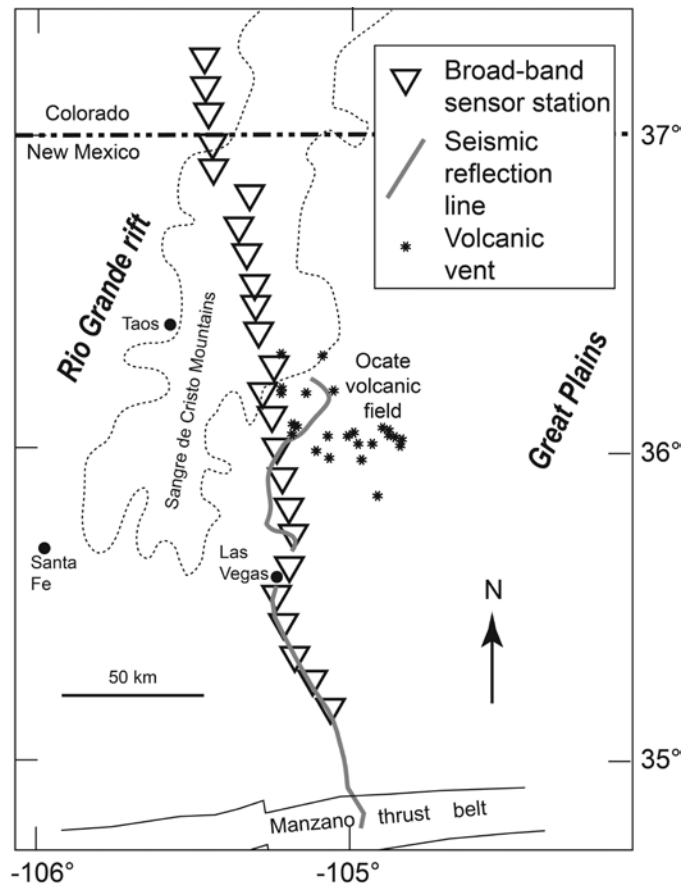 Broad-band
sensor station
Seismic
reflection
line
Volcanic
vent
Colorado
New Mexico
37°
Rio Grande rift
Taos
Sangre de Cristo Mountains
Ocate
volcanic
field
Great Plains
36°
Santa
Fe
Las
Vegas
N
50 km
35°
Manzano thrust belt
-106°
-105°